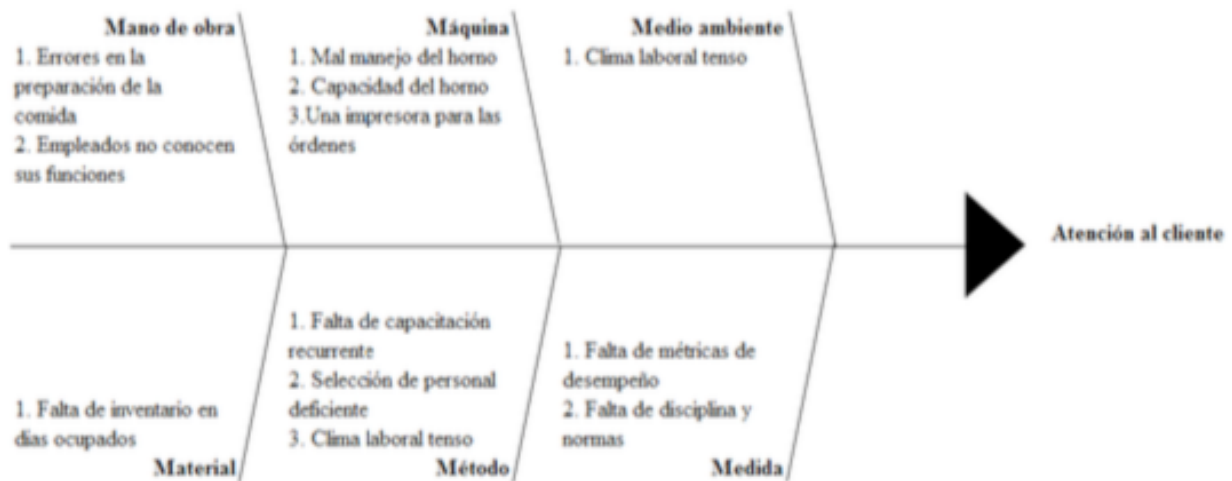 Mano de obra
1. Errores en la
preparación de la
comida
2. Empleados no conocen
sus funciones
Máquina
1. Mal manejo del horno
2. Capacidad del horno
3.Una impresora para las
órdenes
Medio ambiente
1. Clima laboral tenso
Atención al cliente
1. Falta de inventario en
días ocupados
Material
1. Falta de capacitación
recurrente
2. Selección de personal
deficiente
3. Clima laboral tenso
Método
1. Falta de métricas de
desempeño
2. Falta de disciplina y
normas
Medida